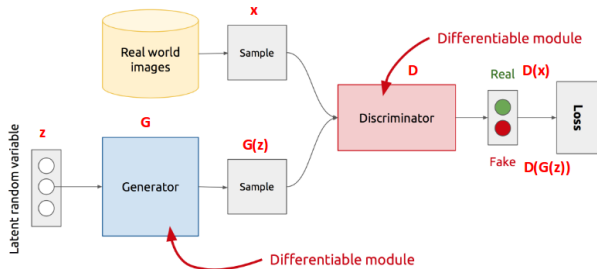 x
Real world
images
Sample
Differentiable module
D
Discriminator
Real
D(x)
Fake
D(G(z))
Loss
Latent random variable
z
G
Generator
G(z)
Sample
Differentiable module